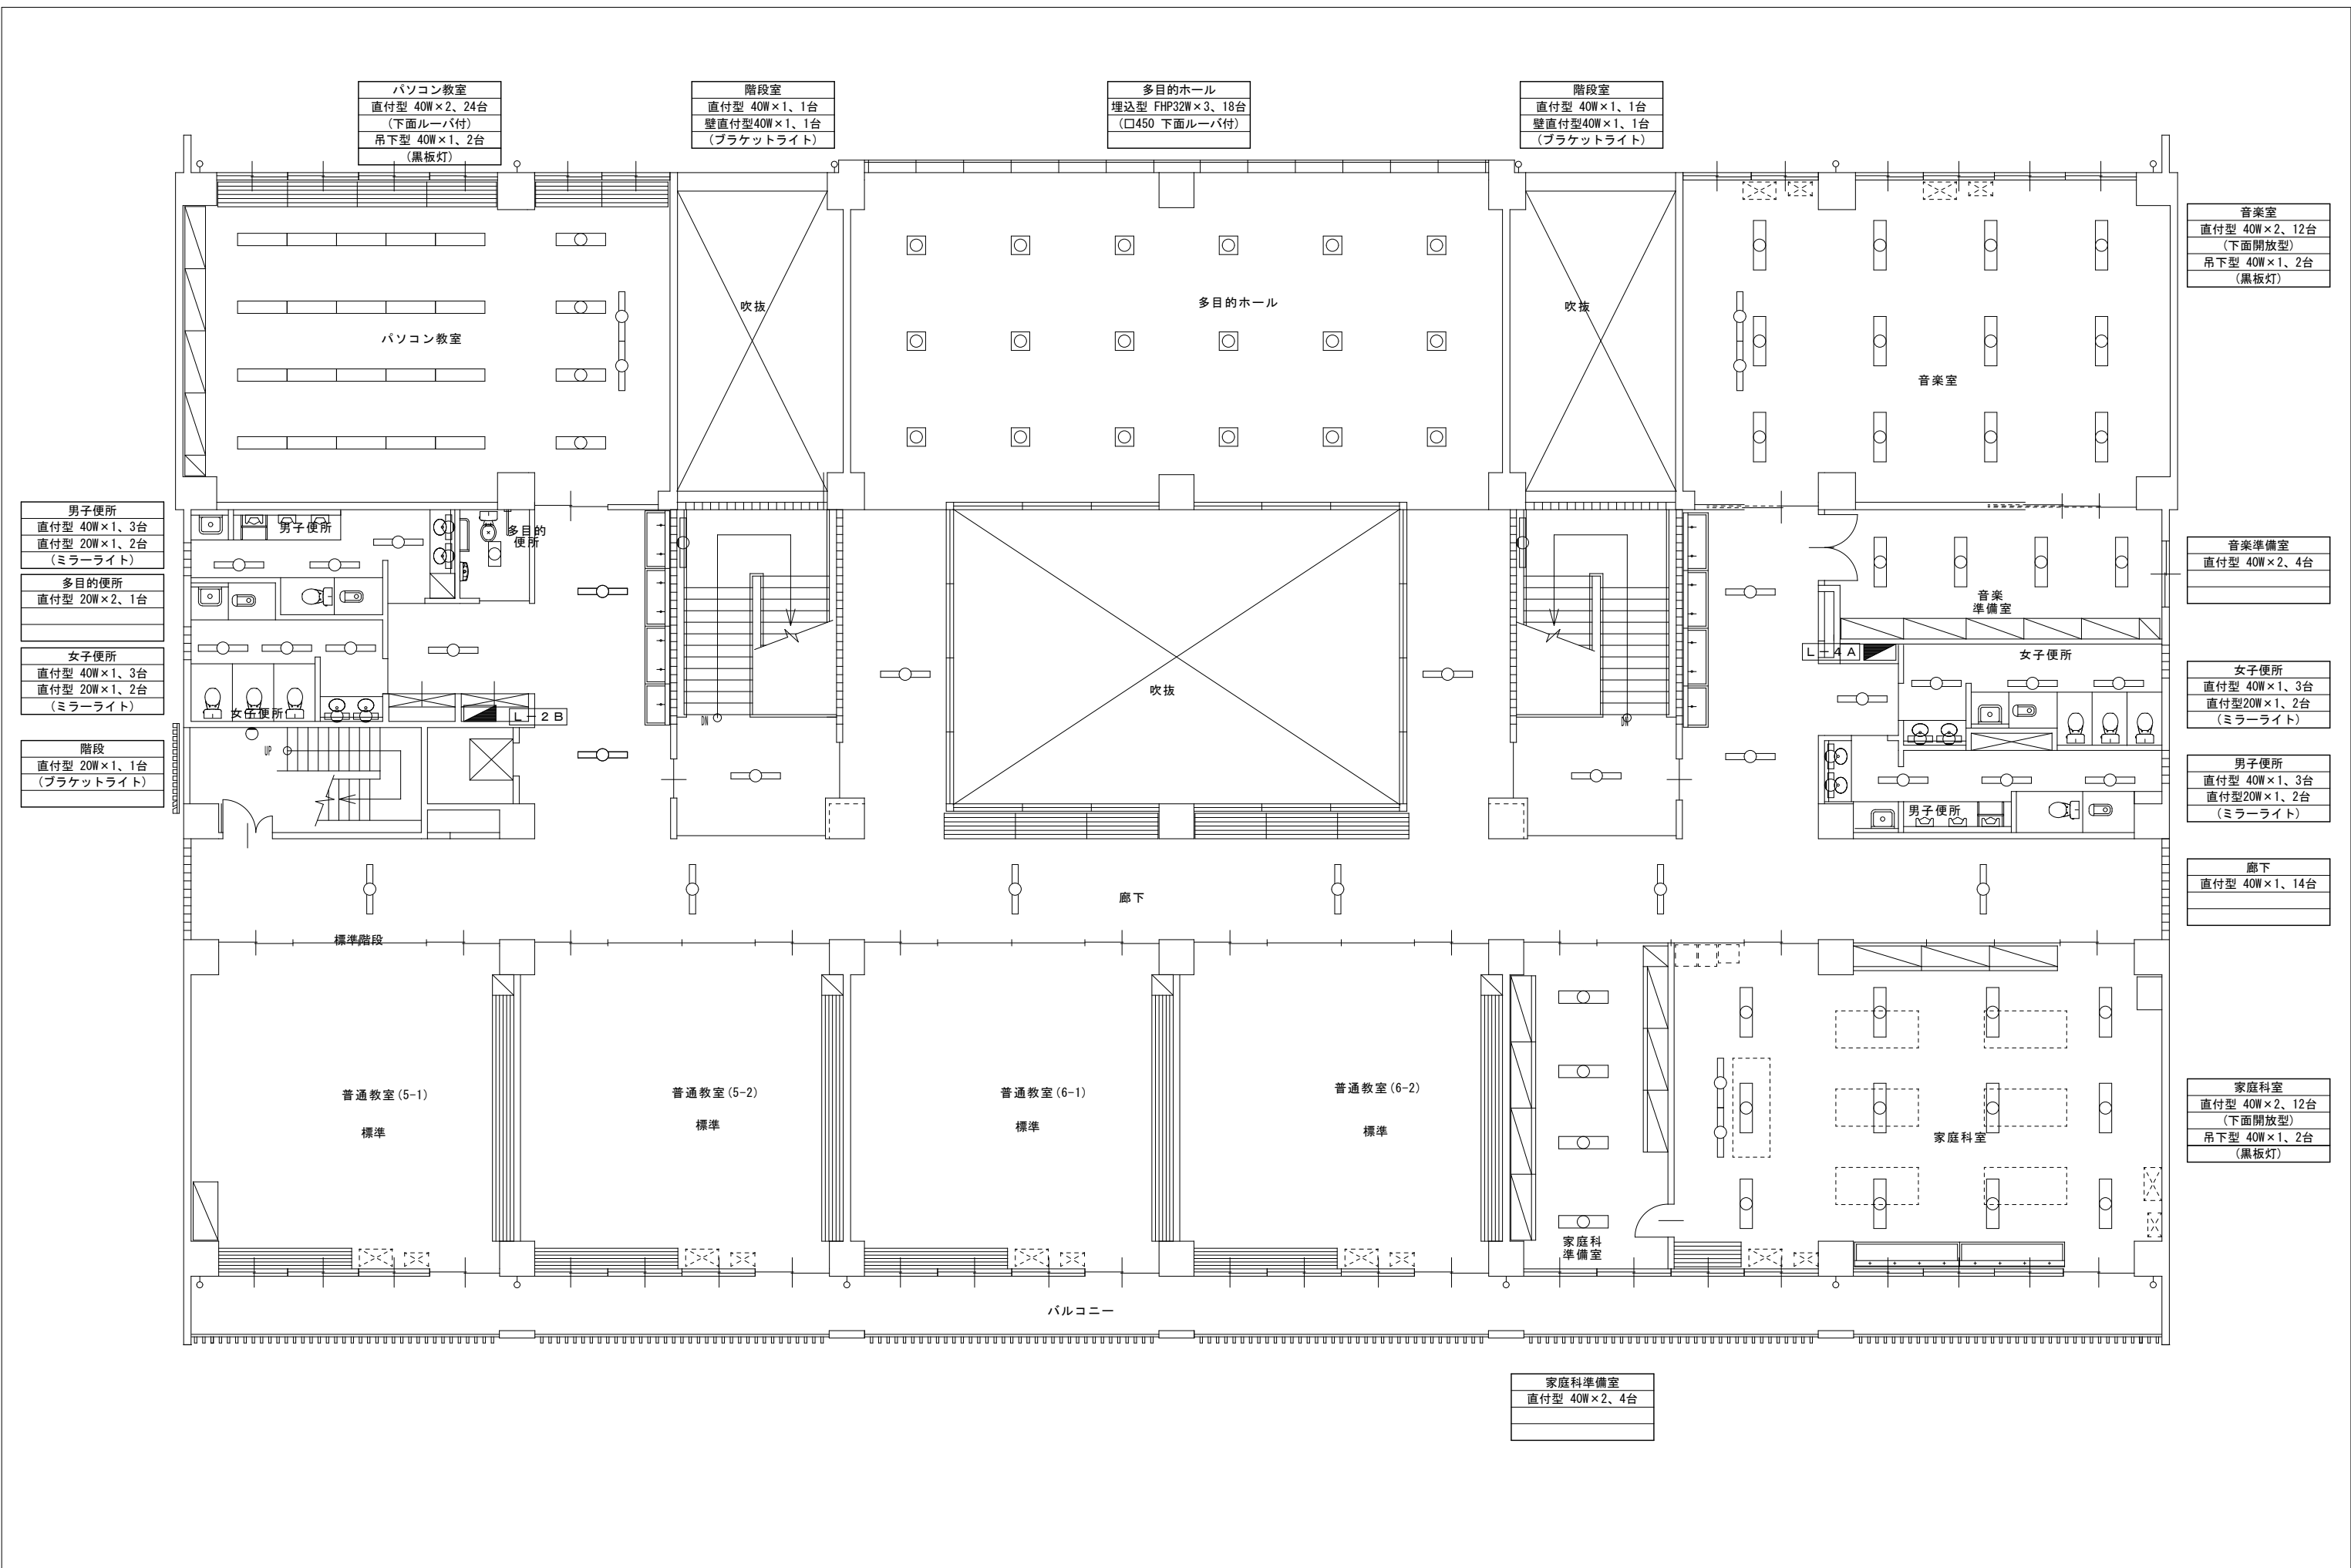 パソコン教室
直付型 40W×2、24台
(下面ルーバ付)
吊下型 40W×1、2台
(黒板灯)
階段室
直付型 40W×1、1台
壁直付型40W×1、1台
(ブラケットライト)
多目的ホール
埋込型 FHP32W×3、18台
(□450 下面ルーバ付)
階段室
直付型 40W×1、1台
壁直付型40W×1、1台
(ブラケットライト)
音楽室
直付型 40W×2、12台
(下面開放型)
吊下型 40W×1、2台
(黒板灯)
パソコン教室
吹抜
多目的ホール
吹抜
音楽室
男子便所
直付型 40W×1、3台
直付型 20W×1、2台
(ミラーライト)
多目的便所
直付型 20W×2、1台
女子便所
直付型 40W×1、3台
直付型 20W×1、2台
(ミラーライト)
階段
直付型 20W×1、1台
(ブラケットライト)
男子便所
多目的
便所
女子便所
L-2B
UP
DN
吹抜
DN
音楽
準備室
L-4A
女子便所
男子便所
音楽準備室
直付型 40W×2、4台
女子便所
直付型 40W×1、3台
直付型20W×1、2台
(ミラーライト)
男子便所
直付型 40W×1、3台
直付型20W×1、2台
(ミラーライト)
廊下
直付型 40W×1、14台
廊下
標準階段
普通教室(5-1)
標準
普通教室(5-2)
標準
普通教室(6-1)
標準
普通教室(6-2)
標準
家庭科
準備室
家庭科室
家庭科室
直付型 40W×2、12台
(下面開放型)
吊下型 40W×1、2台
(黒板灯)
バルコニー
家庭科準備室
直付型 40W×2、4台